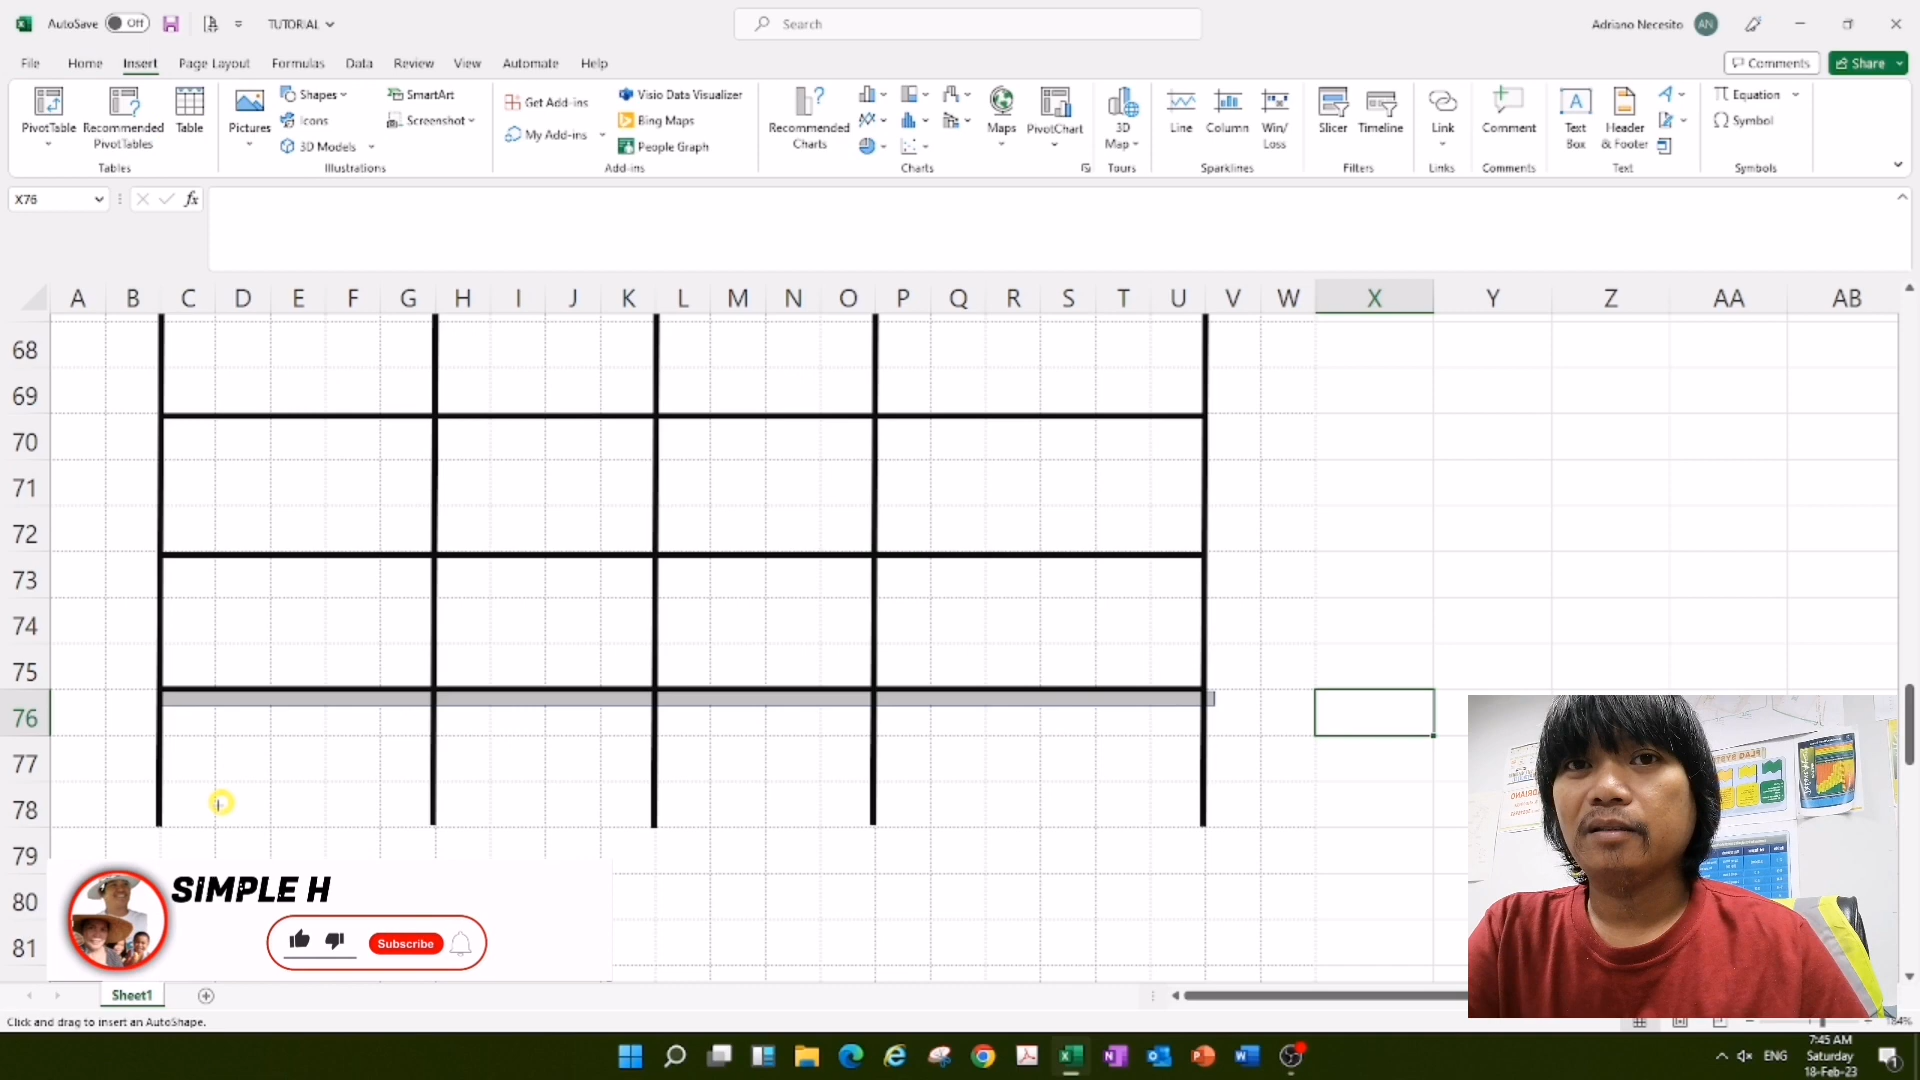 AutoSave Off TUTORIAL Search Adriano Necesito AN
File Home Insert Page Layout Formulas Data Review View Automate Help Comments Share
PivotTable Recommended PivotTables Table
Tables
Pictures Shapes Icons 3D Models SmartArt Screenshot
Illustrations
Get Add-ins My Add-ins Visio Data Visualizer Bing Maps People Graph
Add-ins
Recommended Charts Maps PivotChart
Charts
3D Map
Tours
Line Column Win/Loss
Sparklines
Slicer Timeline
Filters
Link
Links
Comment
Comments
Text Box Header & Footer
Text
Equation Symbol
Symbols
X76 fx
A B C D E F G H I J K L M N O P Q R S T U V W X Y Z AA AB
68
69
70
71
72
73
74
75
76
77
78
79
80
81
SIMPLE H
Subscribe
Sheet1
Click and drag to insert an AutoShape.
ENG
7:45 AM
Saturday
18-Feb-23
1